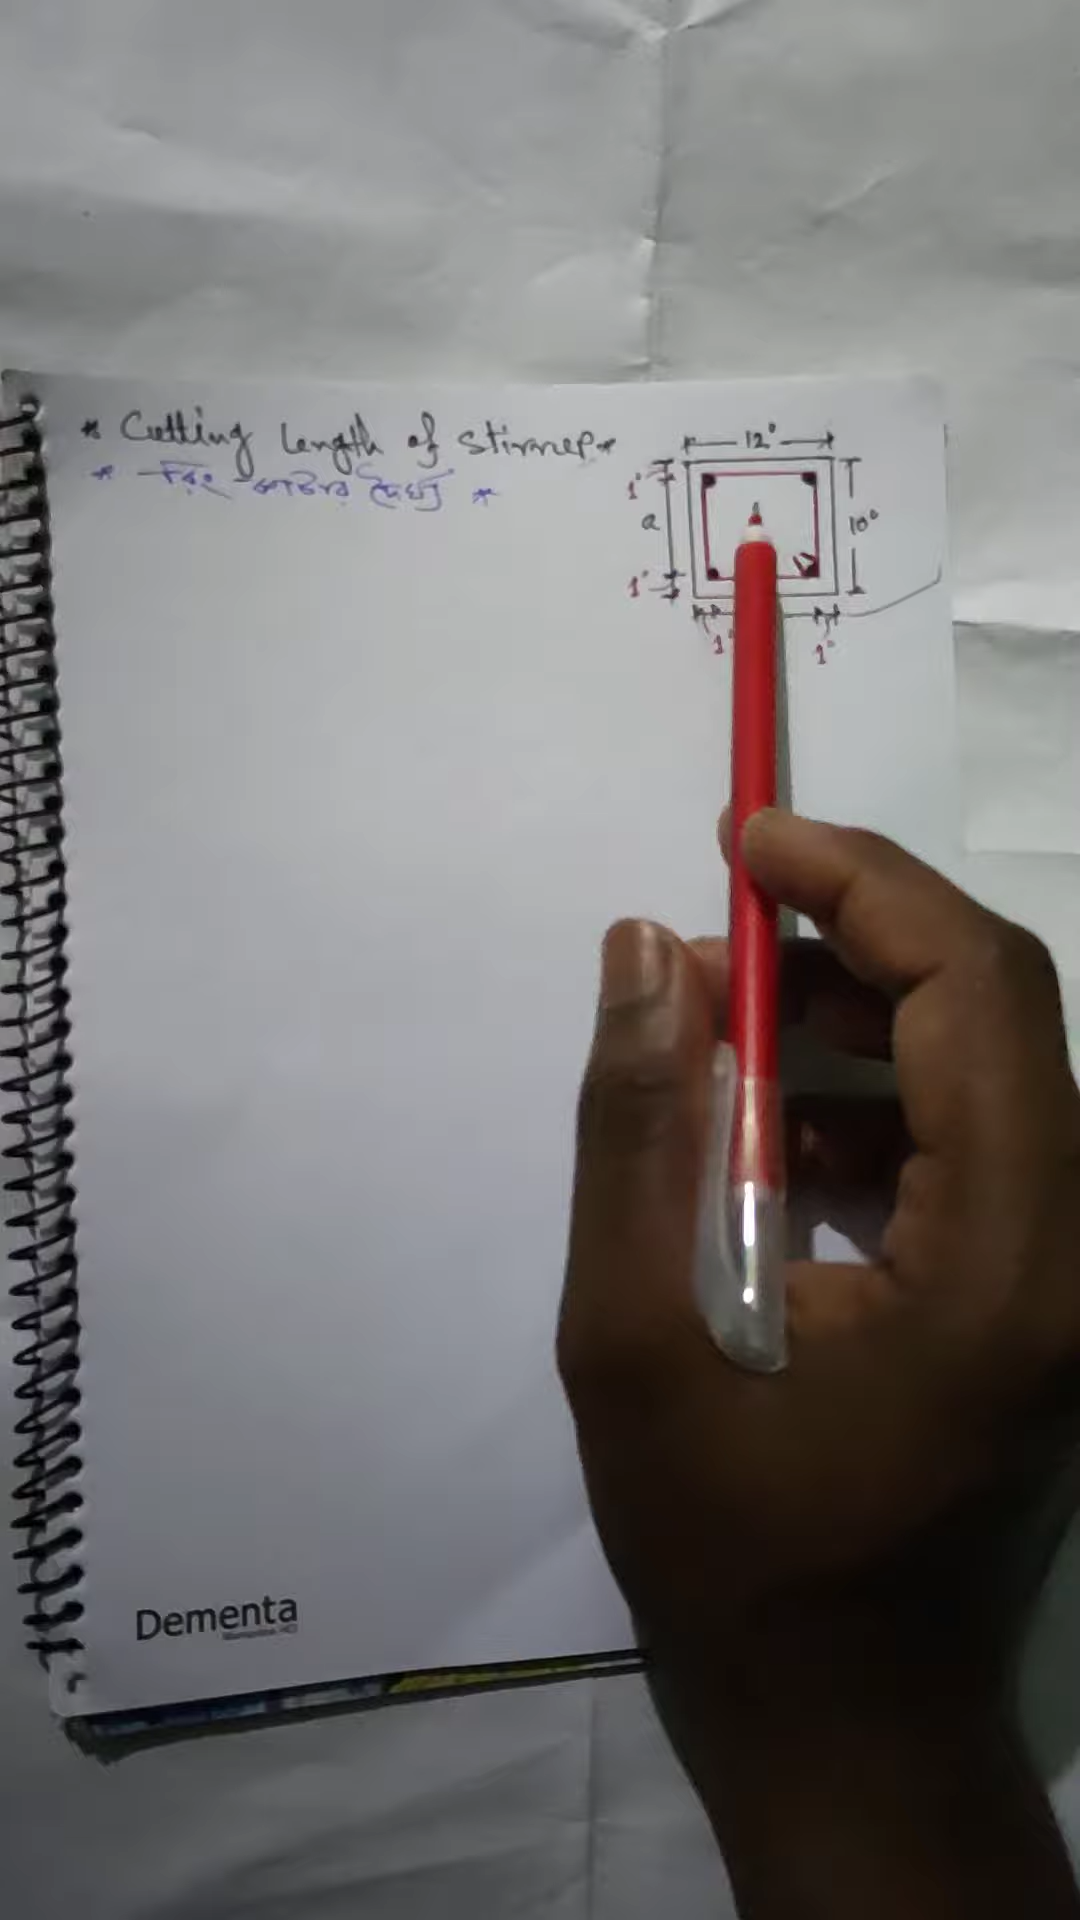 * Cutting Length of stirrup *
* রিং কাটার দৈর্ঘ্য *
12"
1"
a
10"
1"
1"
1"
Dementa